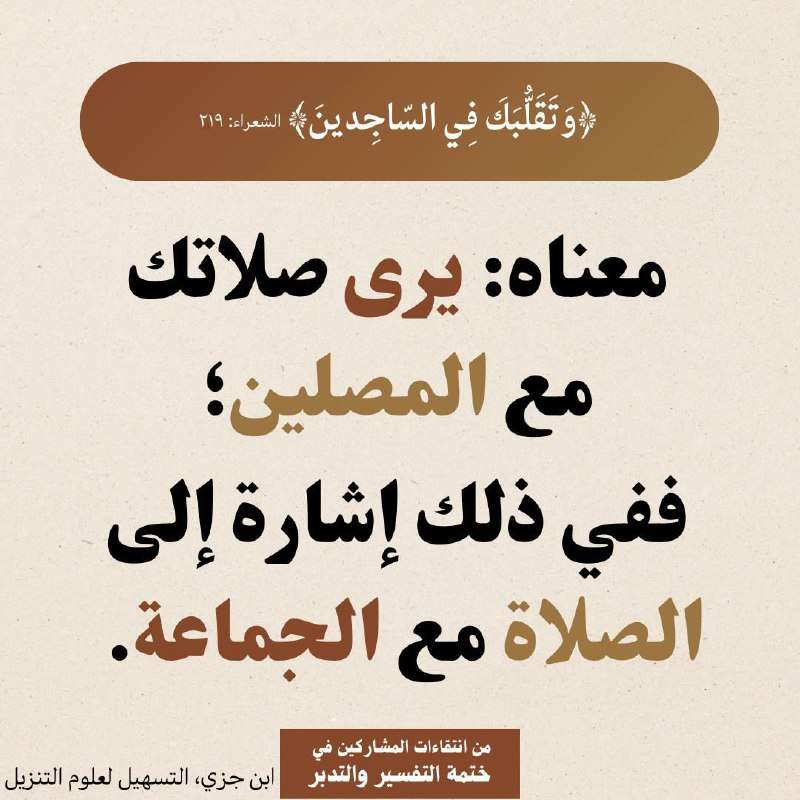 ﴿وَتَقَلُّبَكَ فِي السَّاجِدينَ﴾ الشعراء: ٢١٩
معناه: يرى صلاتك
مع المصلين؛
ففي ذلك إشارة إلى
الصلاة مع الجماعة.
من انتقاءات المشاركين في
ختمة التفسير والتدبر
ابن جزي، التسهيل لعلوم التنزيل